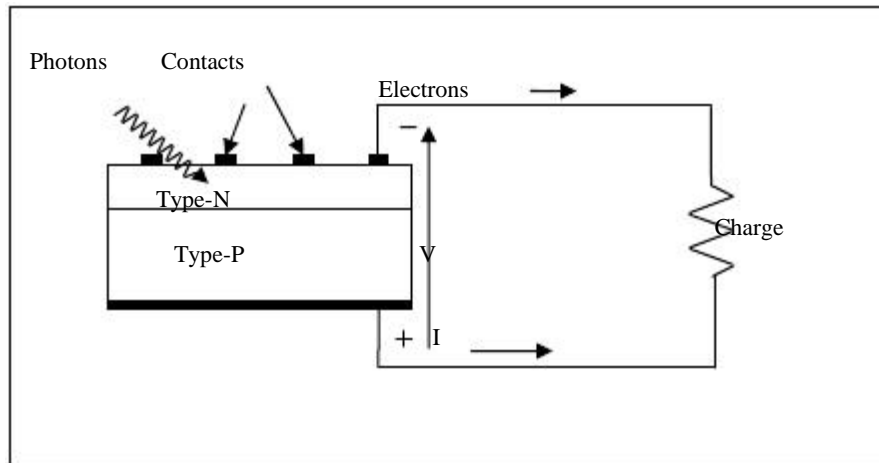 Photons
Contacts
Electrons
−
Type-N
Charge
Type-P
V
+
I